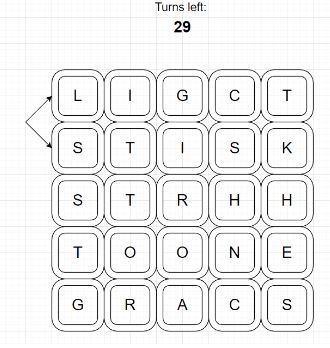 Turns left:
29
L I G C T
S T I S K
S T R H H
T O O N E
G R A C S